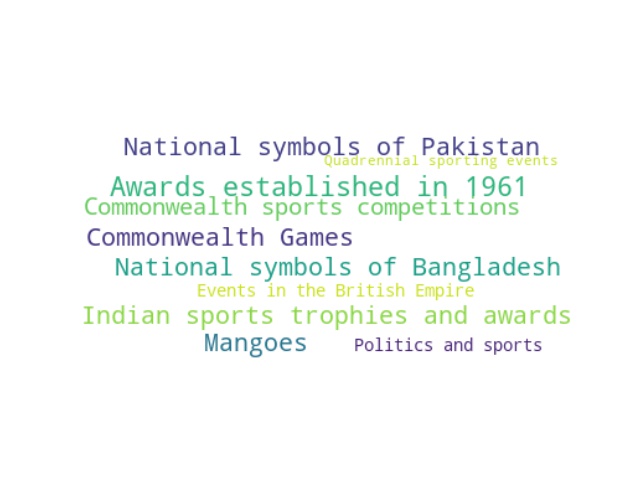 National symbols of Pakistan
Quadrennial sporting events
Awards established in 1961
Commonwealth sports competitions
Commonwealth Games
National symbols of Bangladesh
Events in the British Empire
Indian sports trophies and awards
Mangoes
Politics and sports